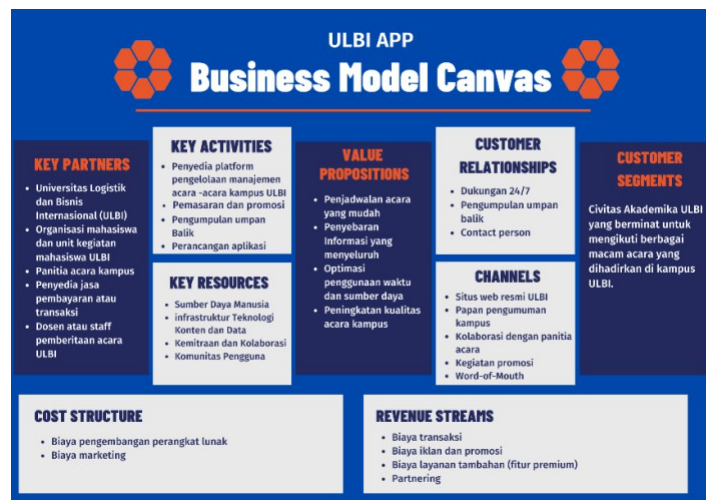 ULBI APP
Business Model Canvas
KEY PARTNERS
• Universitas Logistik
dan Bisnis
Internasional (ULBI)
• Organisasi mahasiswa
dan unit kegiatan
mahasiswa ULBI
• Panitia acara kampus
• Penyedia jasa
pembayaran atau
transaksi
• Dosen atau staff
pemberitaan acara
ULBI
KEY ACTIVITIES
• Penyedia platform
pengelolaan manajemen
acara -acara kampus ULBI
• Pemasaran dan promosi
• Pengumpulan umpan
Balik
• Perancangan aplikasi
KEY RESOURCES
• Sumber Daya Manusia
• infrastruktur Teknologi
Konten dan Data
• Kemitraan dan Kolaborasi
• Komunitas Pengguna
VALUE
PROPOSITIONS
• Penjadwalan acara
yang mudah
• Penyebaran
Informasi yang
menyeluruh
• Optimasi
penggunaan waktu
dan sumber daya
• Peningkatan kualitas
acara kampus
CUSTOMER
RELATIONSHIPS
• Dukungan 24/7
• Pengumpulan umpan
balik
• Contact person
CHANNELS
• Situs web resmi ULBI
• Papan pengumuman
kampus
• Kolaborasi dengan panitia
acara
• Kegiatan promosi
• Word-of-Mouth
CUSTOMER
SEGMENTS
Civitas Akademika ULBI
yang berminat untuk
mengikuti berbagai
macam acara yang
dihadirkan di kampus
ULBI.
COST STRUCTURE
• Biaya pengembangan perangkat lunak
• Biaya marketing
REVENUE STREAMS
• Biaya transaksi
• Biaya iklan dan promosi
• Biaya layanan tambahan (fitur premium)
• Partnering